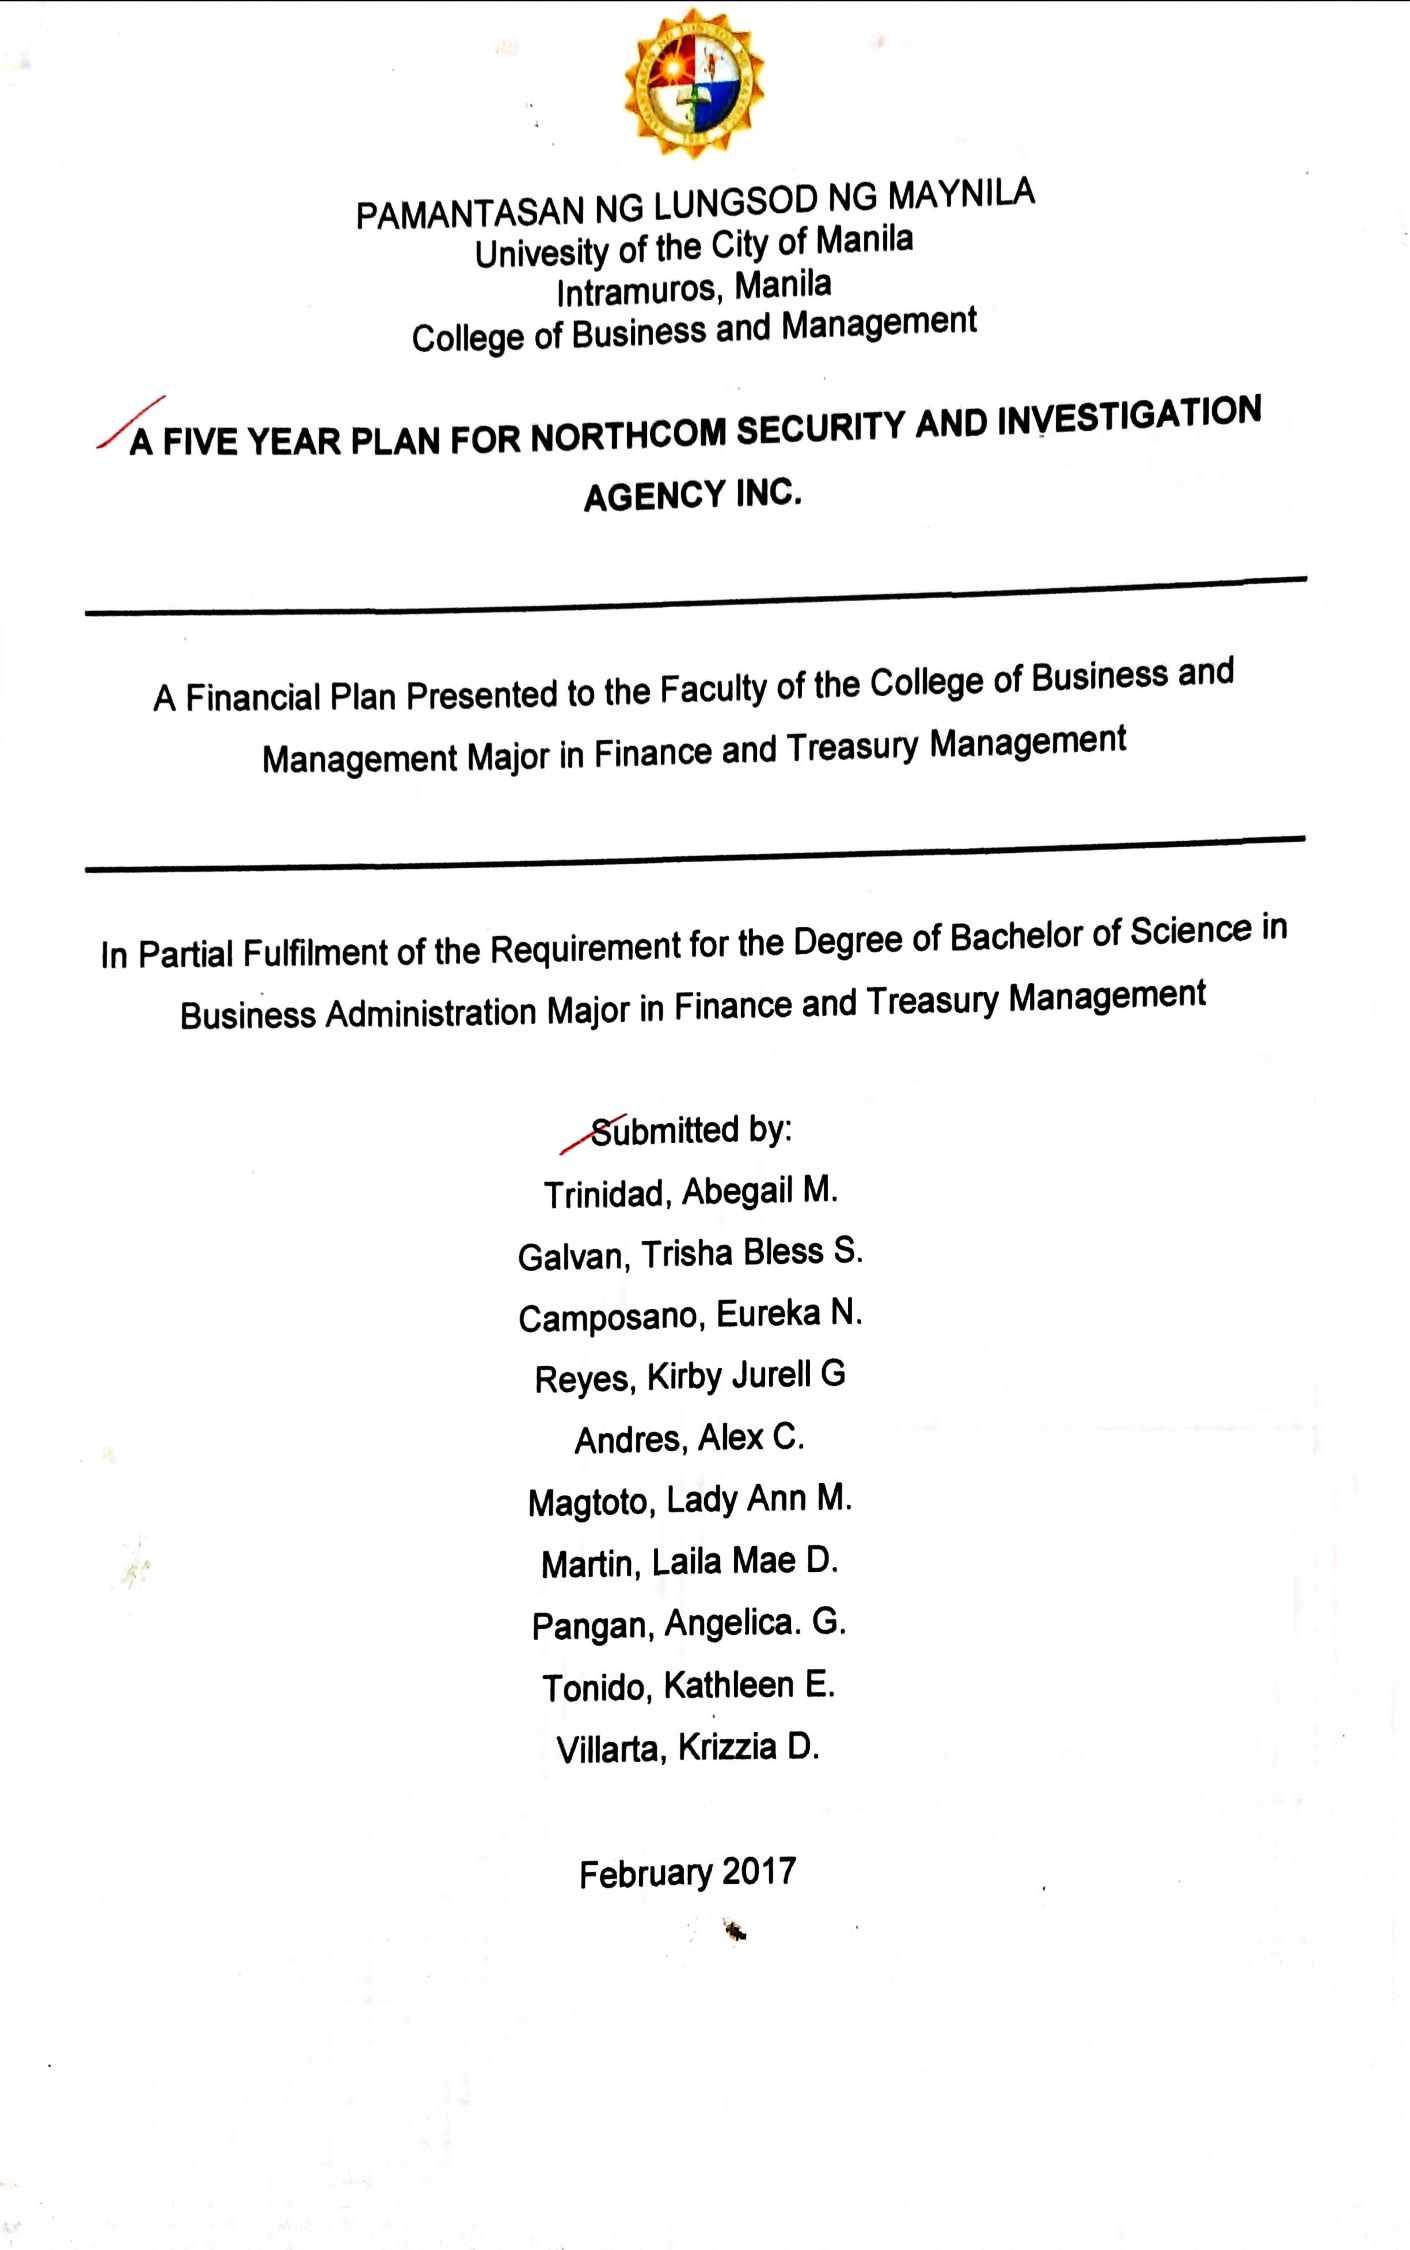 PAMANTASAN NG LUNGSOD NG MAYNILA
Univesity of the City of Manila
Intramuros, Manila
College of Business and Management
A FIVE YEAR PLAN FOR NORTHCOM SECURITY AND INVESTIGATION
AGENCY INC.
A Financial Plan Presented to the Faculty of the College of Business and
Management Major in Finance and Treasury Management
In Partial Fulfilment of the Requirement for the Degree of Bachelor of Science in
Business Administration Major in Finance and Treasury Management
Submitted by:
Trinidad, Abegail M.
Galvan, Trisha Bless S.
Camposano, Eureka N.
Reyes, Kirby Jurell G
Andres, Alex C.
Magtoto, Lady Ann M.
Martin, Laila Mae D.
Pangan, Angelica. G.
Tonido, Kathleen E.
Villarta, Krizzia D.
February 2017